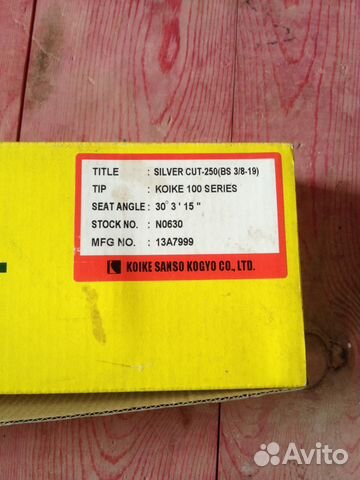 TITLE : SILVER CUT-250(BS 3/8-19)
TIP : KOIKE 100 SERIES
SEAT ANGLE : 30° 3 ' 15 "
STOCK NO. : N0630
MFG NO. : 13A7999
KOIKE SANSO KOGYO CO., LTD.
Avito